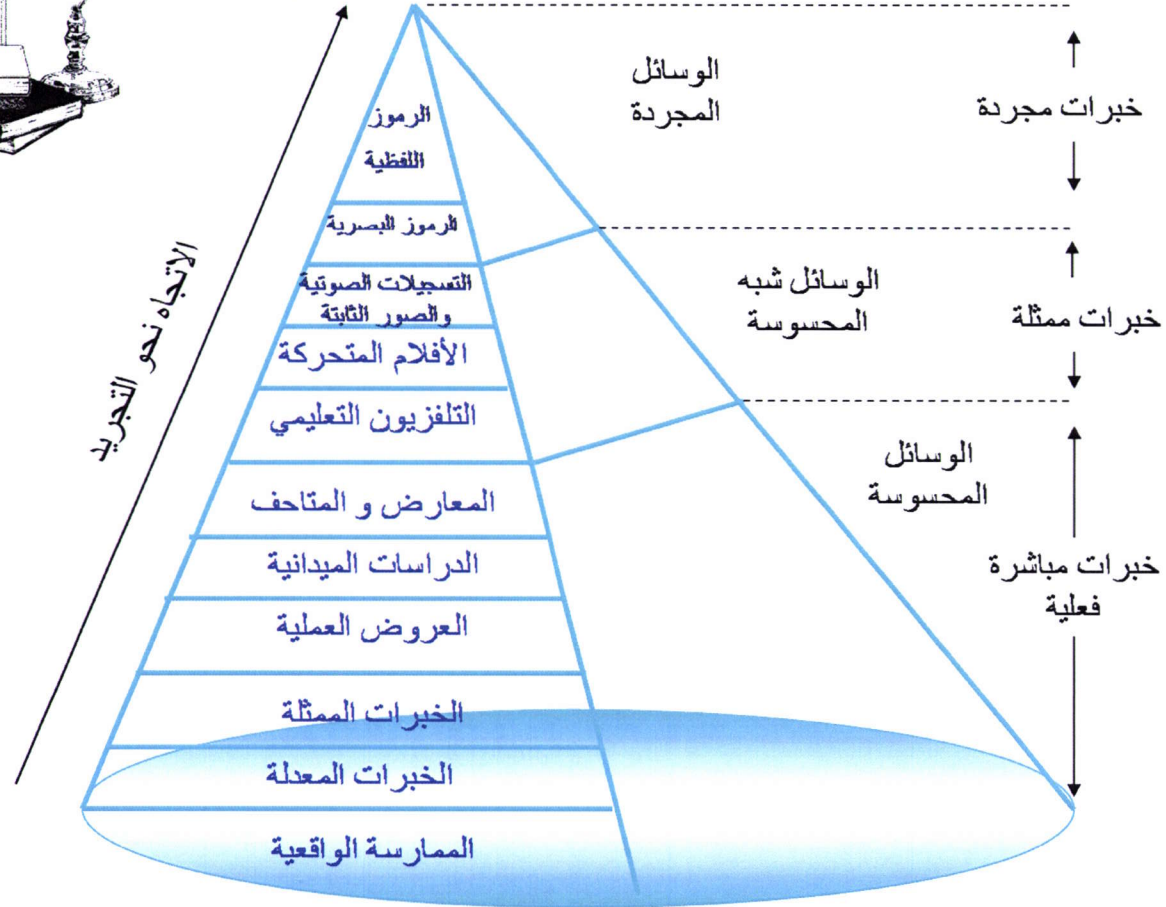 الوسائل
المجردة
خبرات مجردة
الرموز
اللفظية
الرموز البصرية
التسجيلات الصوتية
والصور الثابتة
الوسائل شبه
المحسوسة
خبرات ممثلة
الأفلام المتحركة
التلفزيون التعليمي
الوسائل
المحسوسة
المعارض و المتاحف
الدراسات الميدانية
خبرات مباشرة
فعلية
العروض العملية
الخبرات الممثلة
الخبرات المعدلة
الممارسة الواقعية
الاتجاه نحو التجريد